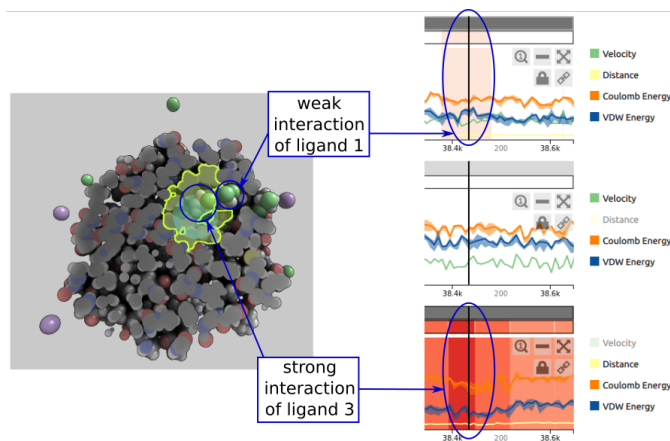 weak
interaction
of ligand 1
strong
interaction
of ligand 3
Velocity
Distance
Coulomb Energy
VDW Energy
38.4k 200 38.6k
Velocity
Distance
Coulomb Energy
VDW Energy
38.4k 200 38.6k
Velocity
Distance
Coulomb Energy
VDW Energy
38.4k 200 38.6k